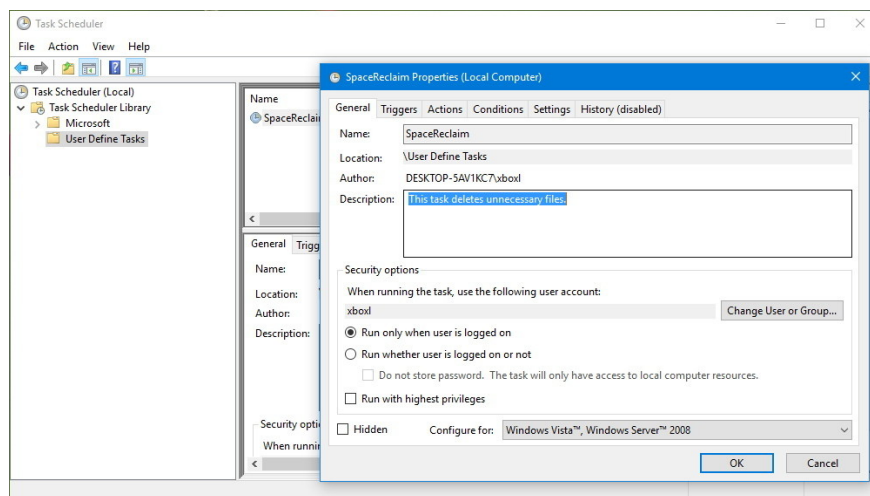 Task Scheduler
File Action View Help
Task Scheduler (Local)
Task Scheduler Library
Microsoft
User Define Tasks
Name
General
Name:
Location:
Author:
Description:
When
SpaceReclaim Properties (Local Computer)
General Triggers Actions Conditions Settings History (disabled)
Name: SpaceReclaim
Location: \User Define Tasks
Author: DESKTOP-5AV1KC7\xboxl
Description: This task deletes unnecessary files.
Security options
When running the task, use the following user account:
xboxl Change User or Group...
Run only when user is logged on
Run whether user is logged on or not
Do not store password. The task will only have access to local computer resources.
Run with highest privileges
Hidden Configure for: Windows Vista™, Windows Server™ 2008
OK Cancel